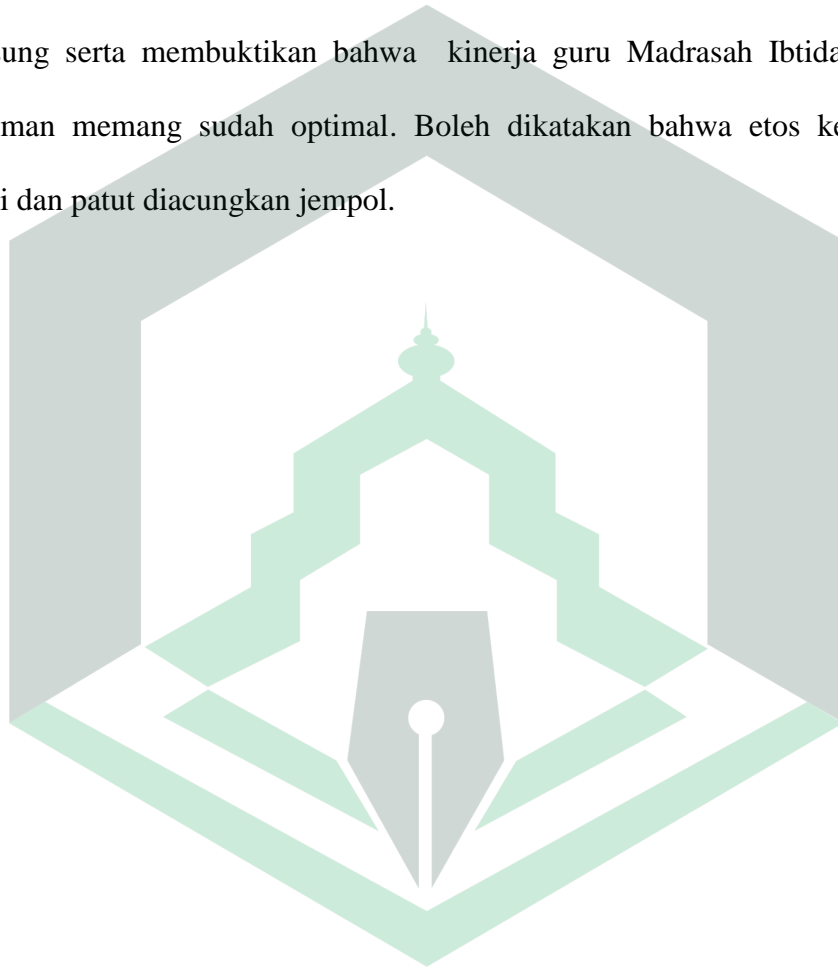 sung serta membuktikan bahwa kinerja guru Madrasah Ibtida
man memang sudah optimal. Boleh dikatakan bahwa etos ke
i dan patut diacungkan jempol.